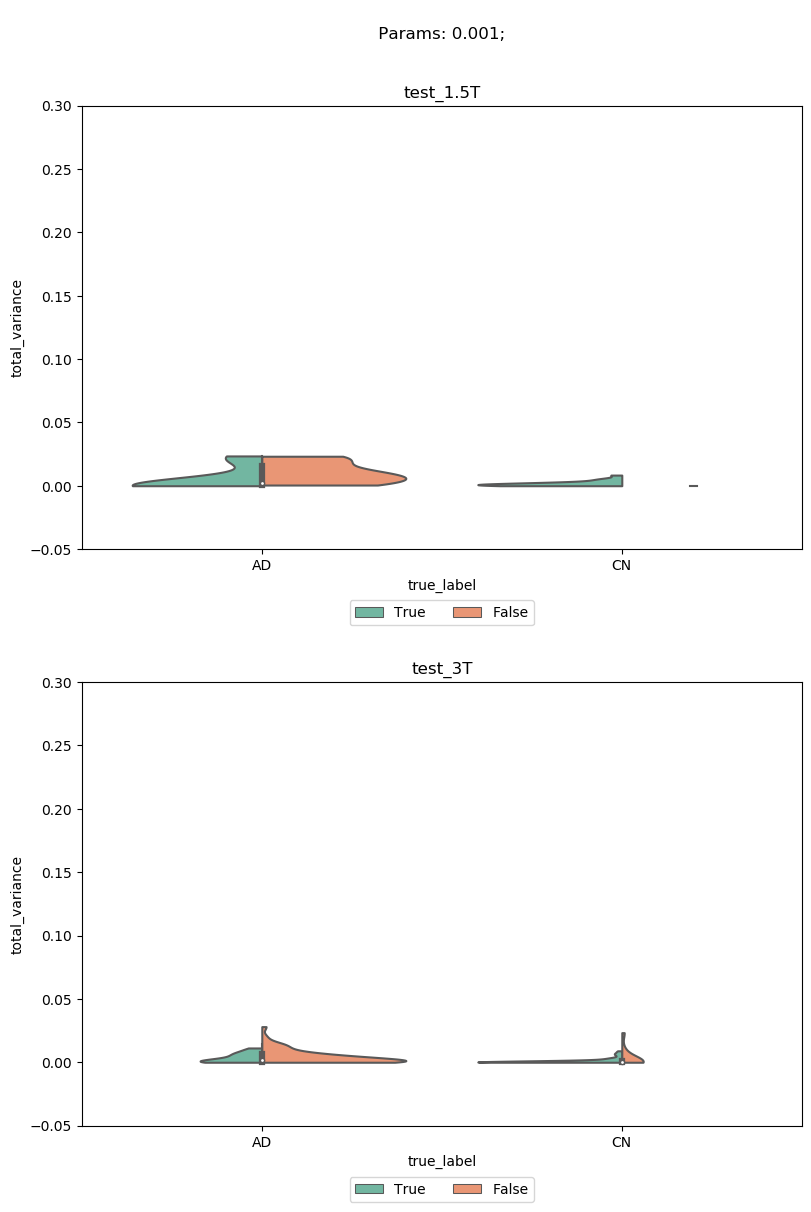 Params: 0.001;
test_1.5T
0.30
0.25
0.20
0.15
0.10
0.05
0.00
−0.05
total_variance
AD CN
true_label
True False
test_3T
0.30
0.25
0.20
0.15
0.10
0.05
0.00
−0.05
total_variance
AD CN
true_label
True False